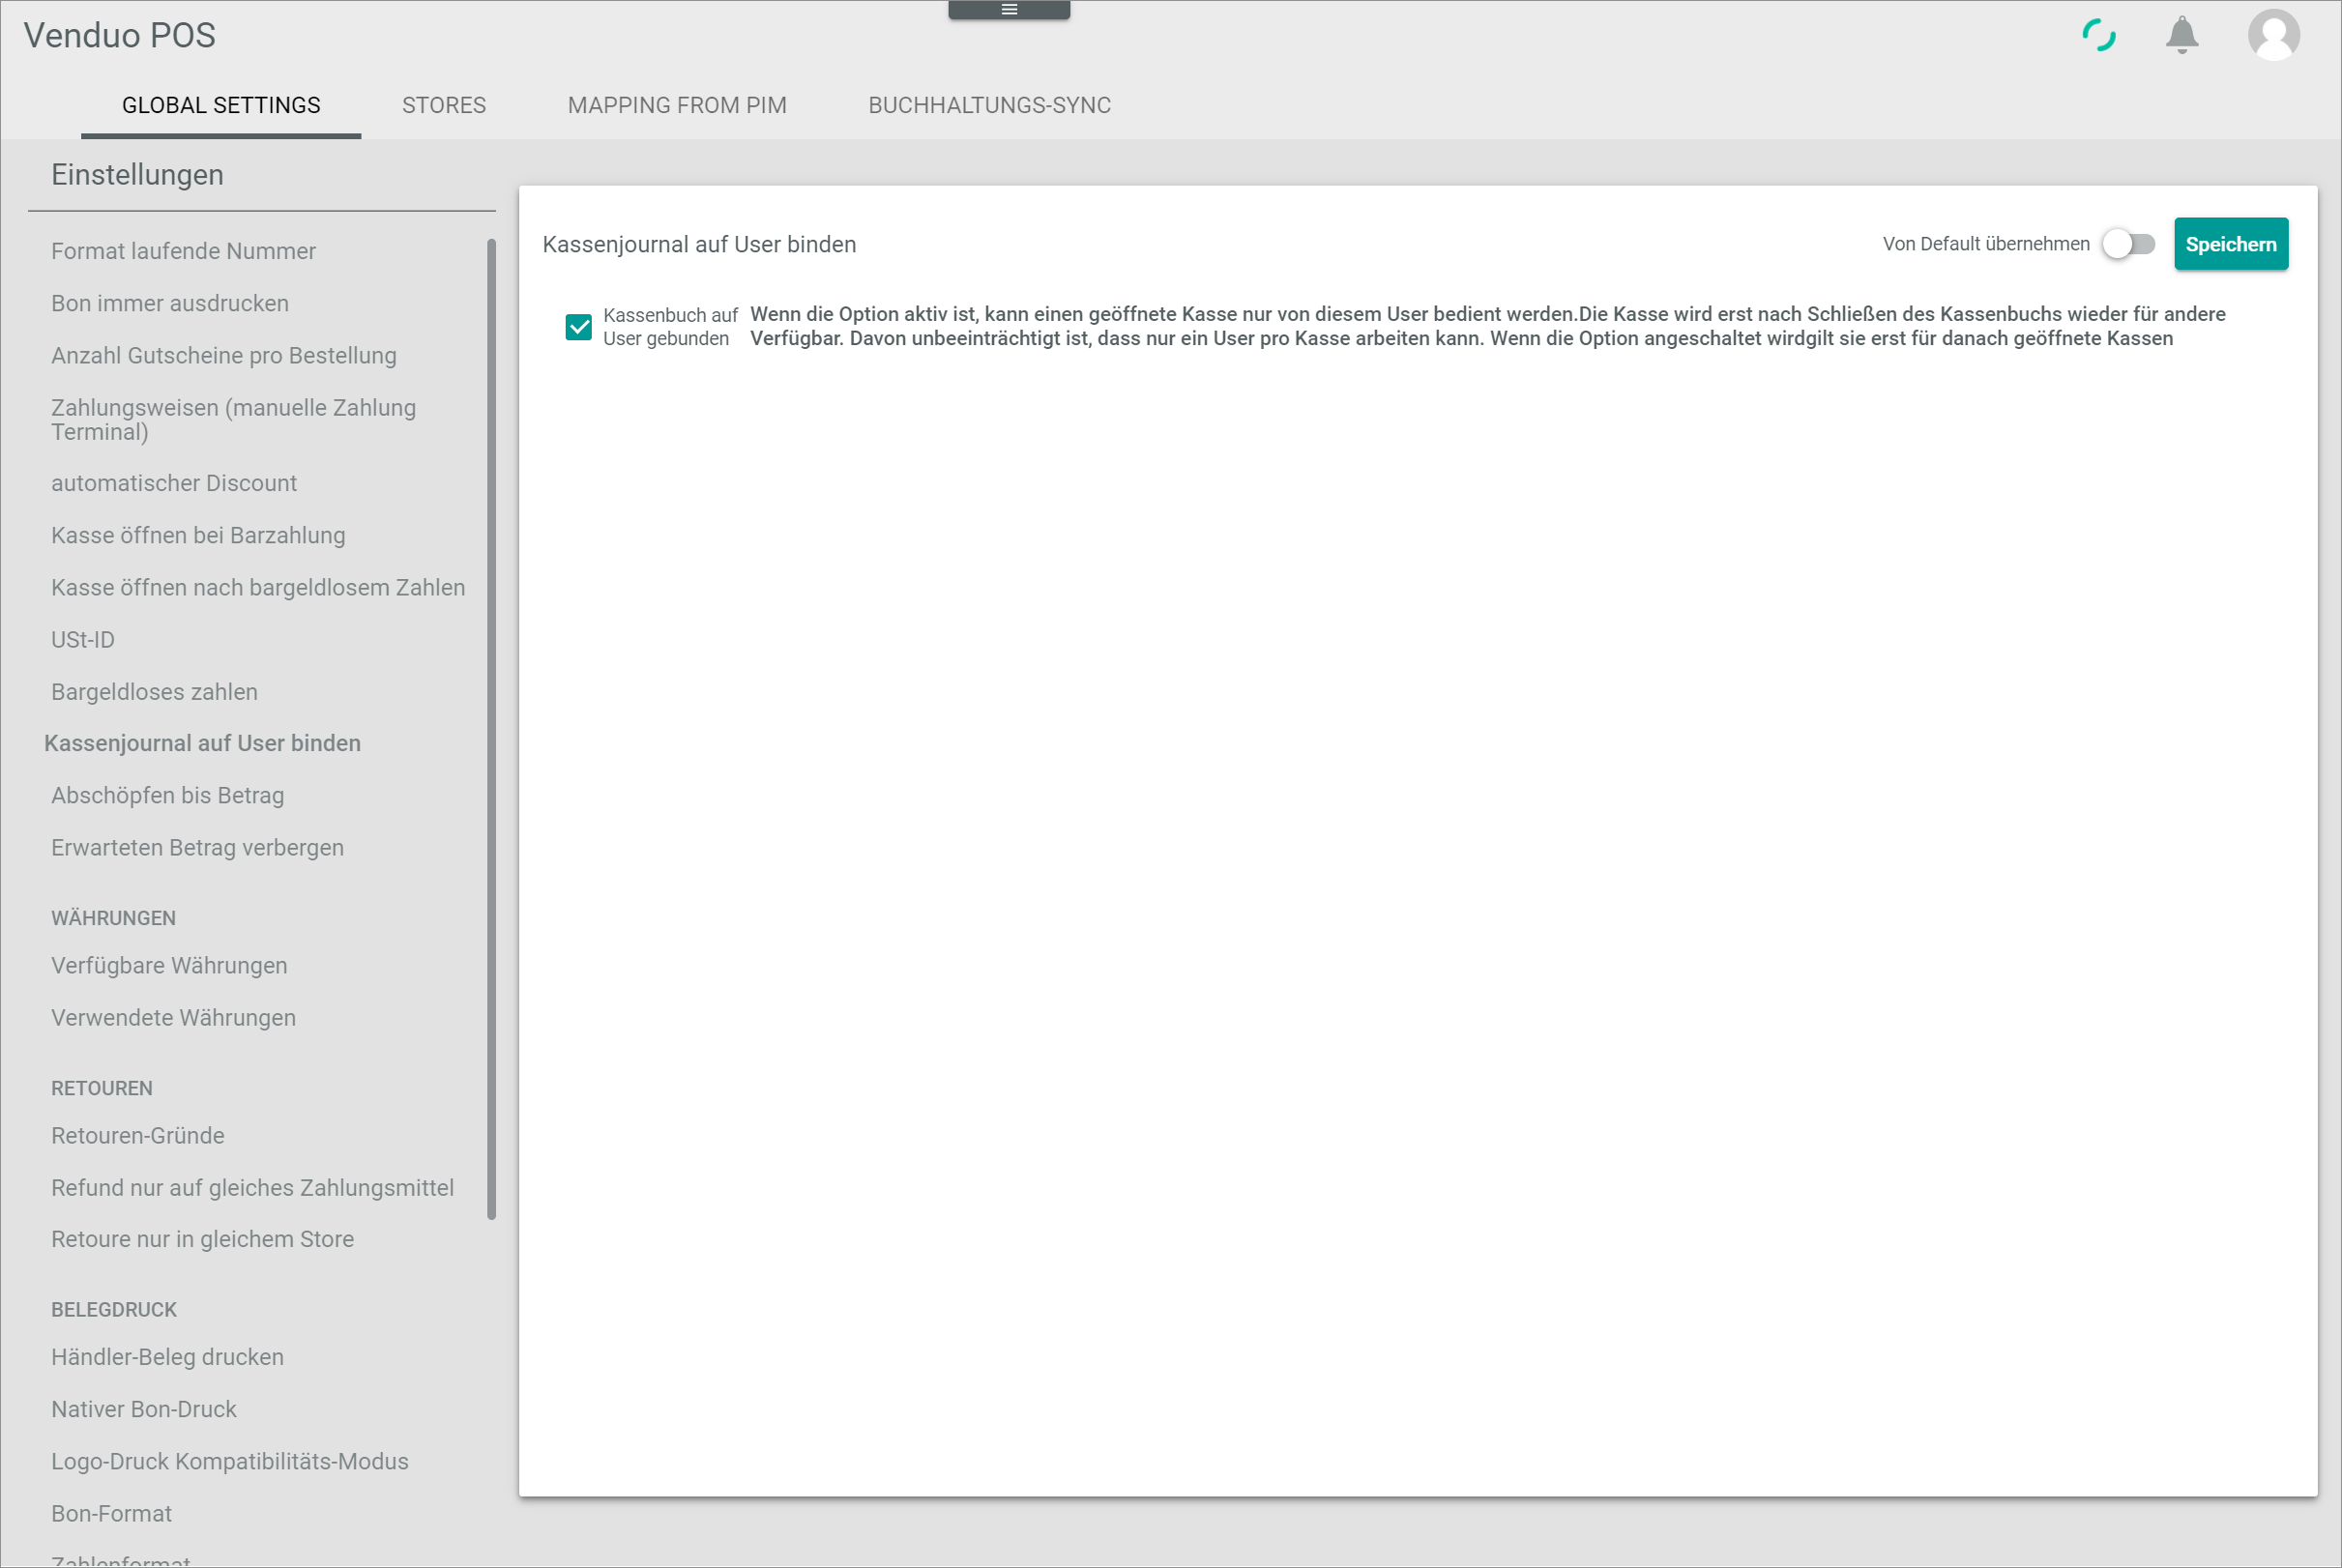 Venduo POS
GLOBAL SETTINGS
STORES
MAPPING FROM PIM
BUCHHALTUNGS-SYNC
Einstellungen
Format laufende Nummer
Bon immer ausdrucken
Anzahl Gutscheine pro Bestellung
Zahlungsweisen (manuelle Zahlung
Terminal)
automatischer Discount
Kasse öffnen bei Barzahlung
Kasse öffnen nach bargeldlosem Zahlen
USt-ID
Bargeldloses zahlen
Kassenjournal auf User binden
Abschöpfen bis Betrag
Erwarteten Betrag verbergen
WÄHRUNGEN
Verfügbare Währungen
Verwendete Währungen
RETOUREN
Retouren-Gründe
Refund nur auf gleiches Zahlungsmittel
Retoure nur in gleichem Store
BELEGDRUCK
Händler-Beleg drucken
Nativer Bon-Druck
Logo-Druck Kompatibilitäts-Modus
Bon-Format
Zahlenformat
Kassenjournal auf User binden
Von Default übernehmen
Speichern
Kassenbuch auf
User gebunden
Wenn die Option aktiv ist, kann einen geöffnete Kasse nur von diesem User bedient werden.Die Kasse wird erst nach Schließen des Kassenbuchs wieder für andere
Verfügbar. Davon unbeeinträchtigt ist, dass nur ein User pro Kasse arbeiten kann. Wenn die Option angeschaltet wirdgilt sie erst für danach geöffnete Kassen